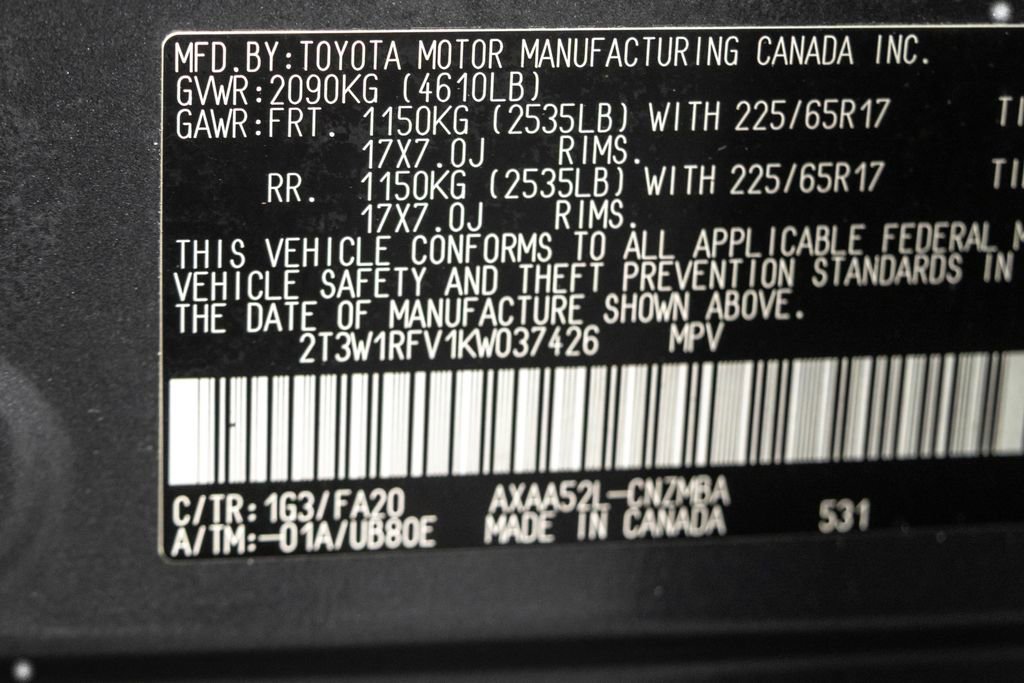 MFD.BY:TOYOTA MOTOR MANUFACTURING CANADA INC.
GVWR:2090KG (4610LB)
GAWR:FRT. 1150KG (2535LB) WITH 225/65R17
17X7.0J RIMS.
RR. 1150KG (2535LB) WITH 225/65R17
17X7.0J RIMS.
THIS VEHICLE CONFORMS TO ALL APPLICABLE FEDERAL
VEHICLE SAFETY AND THEFT PREVENTION STANDARDS IN
THE DATE OF MANUFACTURE SHOWN ABOVE.
2T3W1RFV1KW037426 MPV
C/TR:1G3/FA20 AXAA52L-CNZMBA
A/TM:-01A/UB80E MADE IN CANADA 531